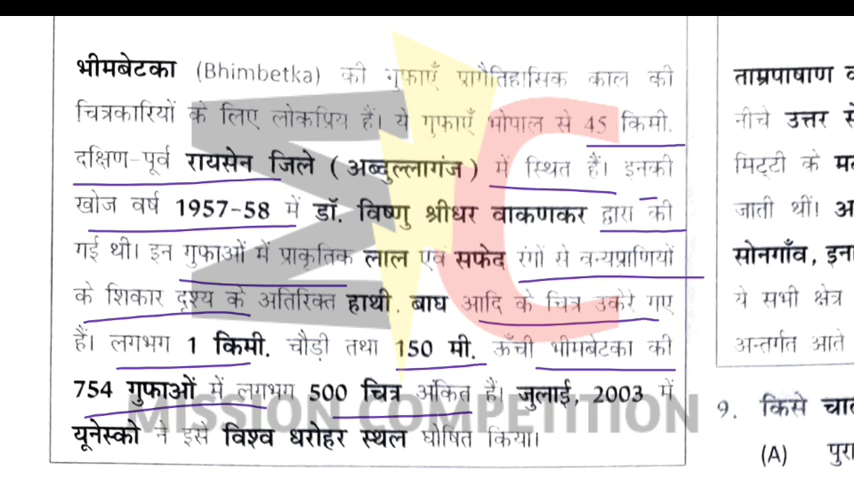 भीमबेटका (Bhimbetka) की गुफाएँ प्रागैतिहासिक काल की
चित्रकारियों के लिए लोकप्रिय हैं। ये गुफाएँ भोपाल से 45 किमी.
दक्षिण-पूर्व रायसेन जिले (अब्दुल्लागंज) में स्थित हैं। इनकी
खोज वर्ष 1957-58 में डॉ. विष्णु श्रीधर वाकणकर द्वारा की
गई थी। इन गुफाओं में प्राकृतिक लाल एवं सफेद रंगों से वन्यप्राणियों
के शिकार दृश्य के अतिरिक्त हाथी, बाघ आदि के चित्र उकेरे गए
हैं। लगभग 1 किमी. चौड़ी तथा 150 मी. ऊँची भीमबेटका की
754 गुफाओं में लगभग 500 चित्र अंकित हैं। जुलाई, 2003 में
यूनेस्को ने इसे विश्व धरोहर स्थल घोषित किया।
MISSION COMPETITION
ताम्रपाषाण
नीचे उत्तर
मिट्टी के
जाती थीं।
सोनगाँव,
ये सभी क्षेत्र
अन्तर्गत आते
9. किसे
(A)